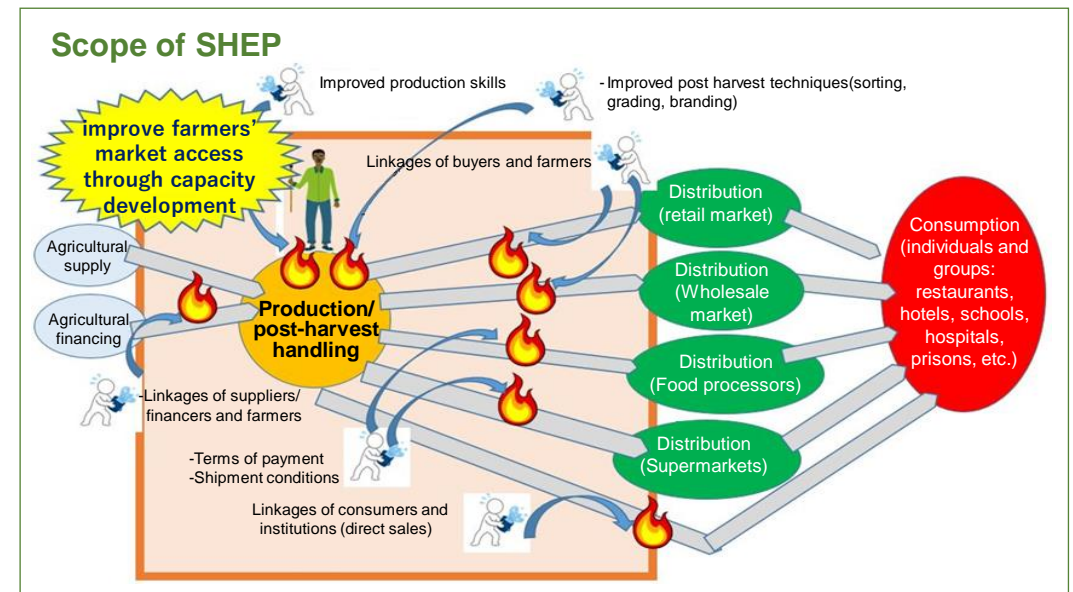 Scope of SHEP
Improved production skills
- Improved post harvest techniques(sorting,
grading, branding)
improve farmers’
market access
through capacity
development
Linkages of buyers and farmers
Distribution
(retail market)
Consumption
(individuals and
groups:
restaurants,
hotels, schools,
hospitals,
prisons, etc.)
Agricultural
supply
Distribution
(Wholesale
market)
Production/
post-harvest
handling
Agricultural
financing
Distribution
(Food processors)
-Linkages of suppliers/
financers and farmers
Distribution
(Supermarkets)
-Terms of payment
-Shipment conditions
Linkages of consumers and
institutions (direct sales)